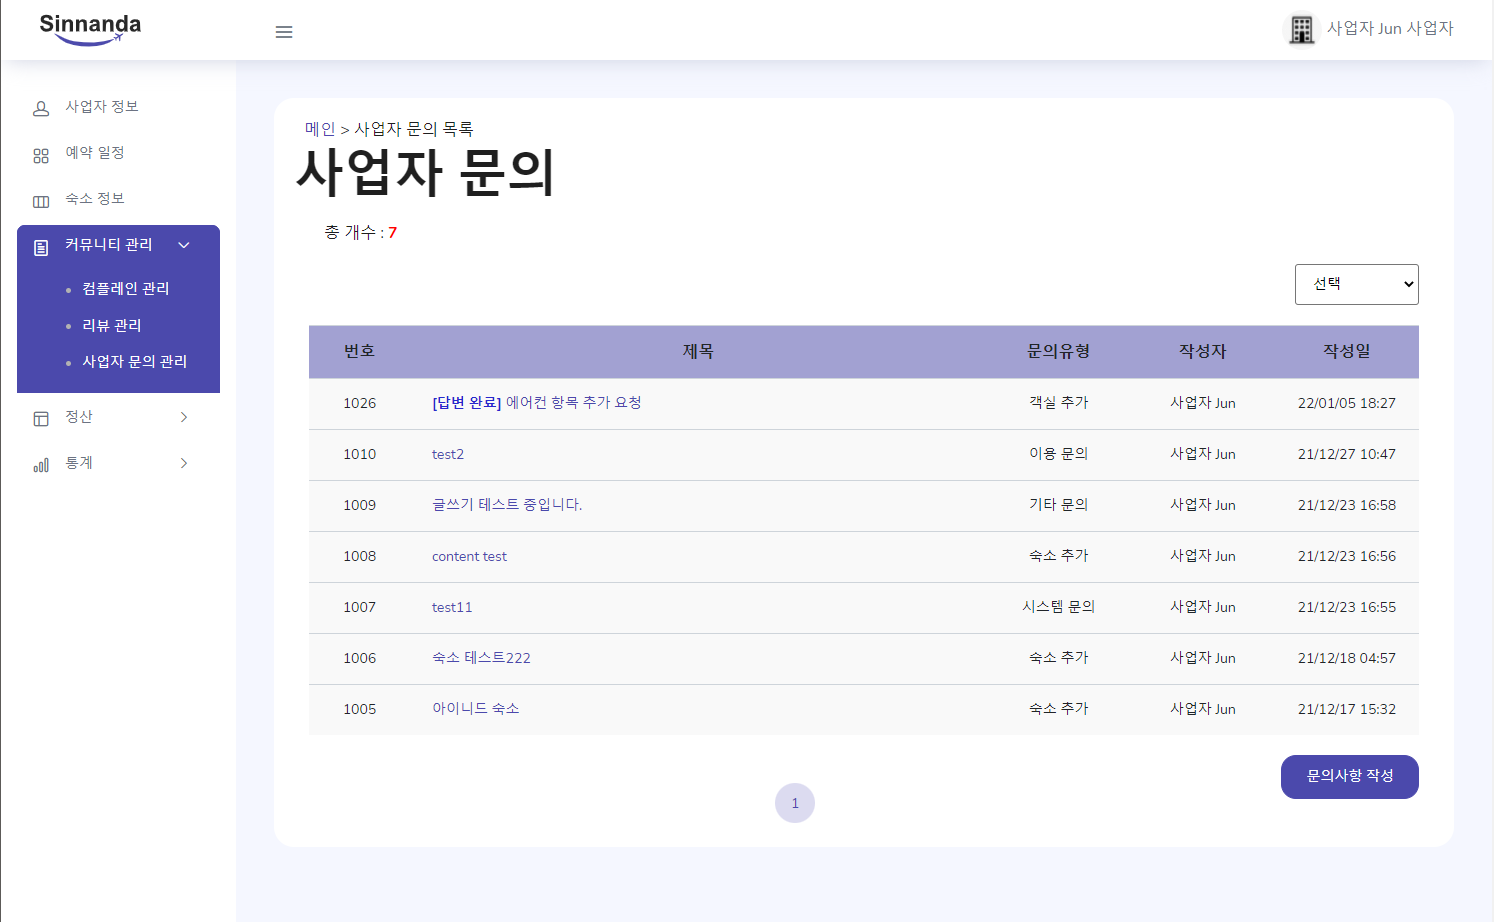 Sinnanda
사업자 Jun 사업자
사업자 정보
예약 일정
숙소 정보
커뮤니티 관리
컴플레인 관리
리뷰 관리
사업자 문의 관리
정산
통계
메인 > 사업자 문의 목록
사업자 문의
총 개수 : 7
선택
번호 제목 문의유형 작성자 작성일
1026 [답변 완료] 에어컨 항목 추가 요청 객실 추가 사업자 Jun 22/01/05 18:27
1010 test2 이용 문의 사업자 Jun 21/12/27 10:47
1009 글쓰기 테스트 중입니다. 기타 문의 사업자 Jun 21/12/23 16:58
1008 content test 숙소 추가 사업자 Jun 21/12/23 16:56
1007 test11 시스템 문의 사업자 Jun 21/12/23 16:55
1006 숙소 테스트222 숙소 추가 사업자 Jun 21/12/18 04:57
1005 아이니드 숙소 숙소 추가 사업자 Jun 21/12/17 15:32
문의사항 작성
1